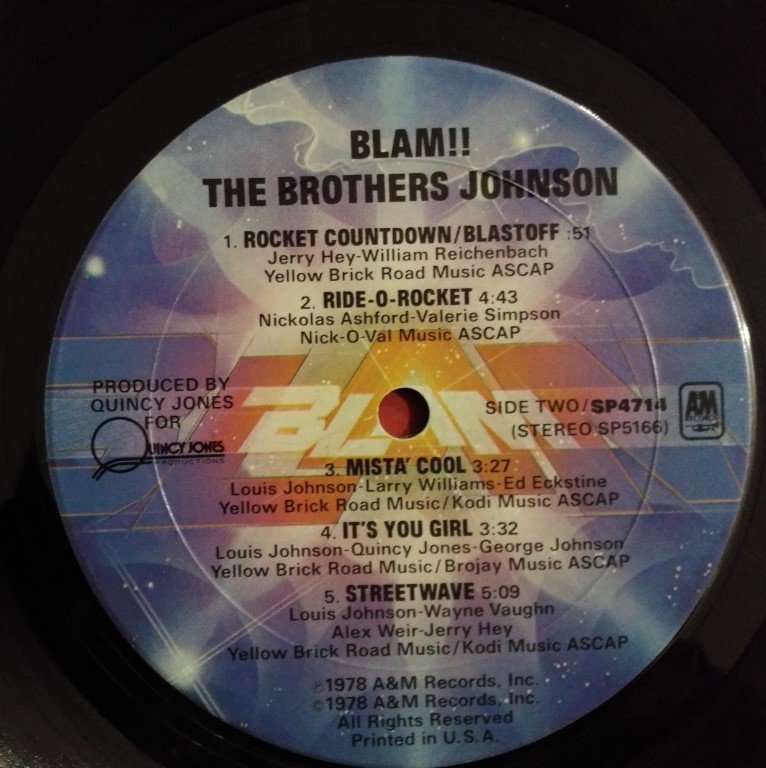 BLAM!!
THE BROTHERS JOHNSON
1. ROCKET COUNTDOWN/BLASTOFF :51
Jerry Hey-William Reichenbach
Yellow Brick Road Music ASCAP
2. RIDE-O-ROCKET 4:43
Nickolas Ashford-Valerie Simpson
Nick-O-Val Music ASCAP
PRODUCED BY
QUINCY JONES
FOR
QUINCY JONES
PRODUCTIONS
BLAM
SIDE TWO/SP4714
(STEREO SP5166)
A&M
3. MISTA' COOL 3:27
Louis Johnson-Larry Williams-Ed Eckstine
Yellow Brick Road Music/Kodi Music ASCAP
4. IT'S YOU GIRL 3:32
Louis Johnson-Quincy Jones-George Johnson
Yellow Brick Road Music/Brojay Music ASCAP
5. STREETWAVE 5:09
Louis Johnson-Wayne Vaughn
Alex Weir-Jerry Hey
Yellow Brick Road Music/Kodi Music ASCAP
℗1978 A&M Records, Inc.
©1978 A&M Records, Inc.
All Rights Reserved
Printed in U.S.A.